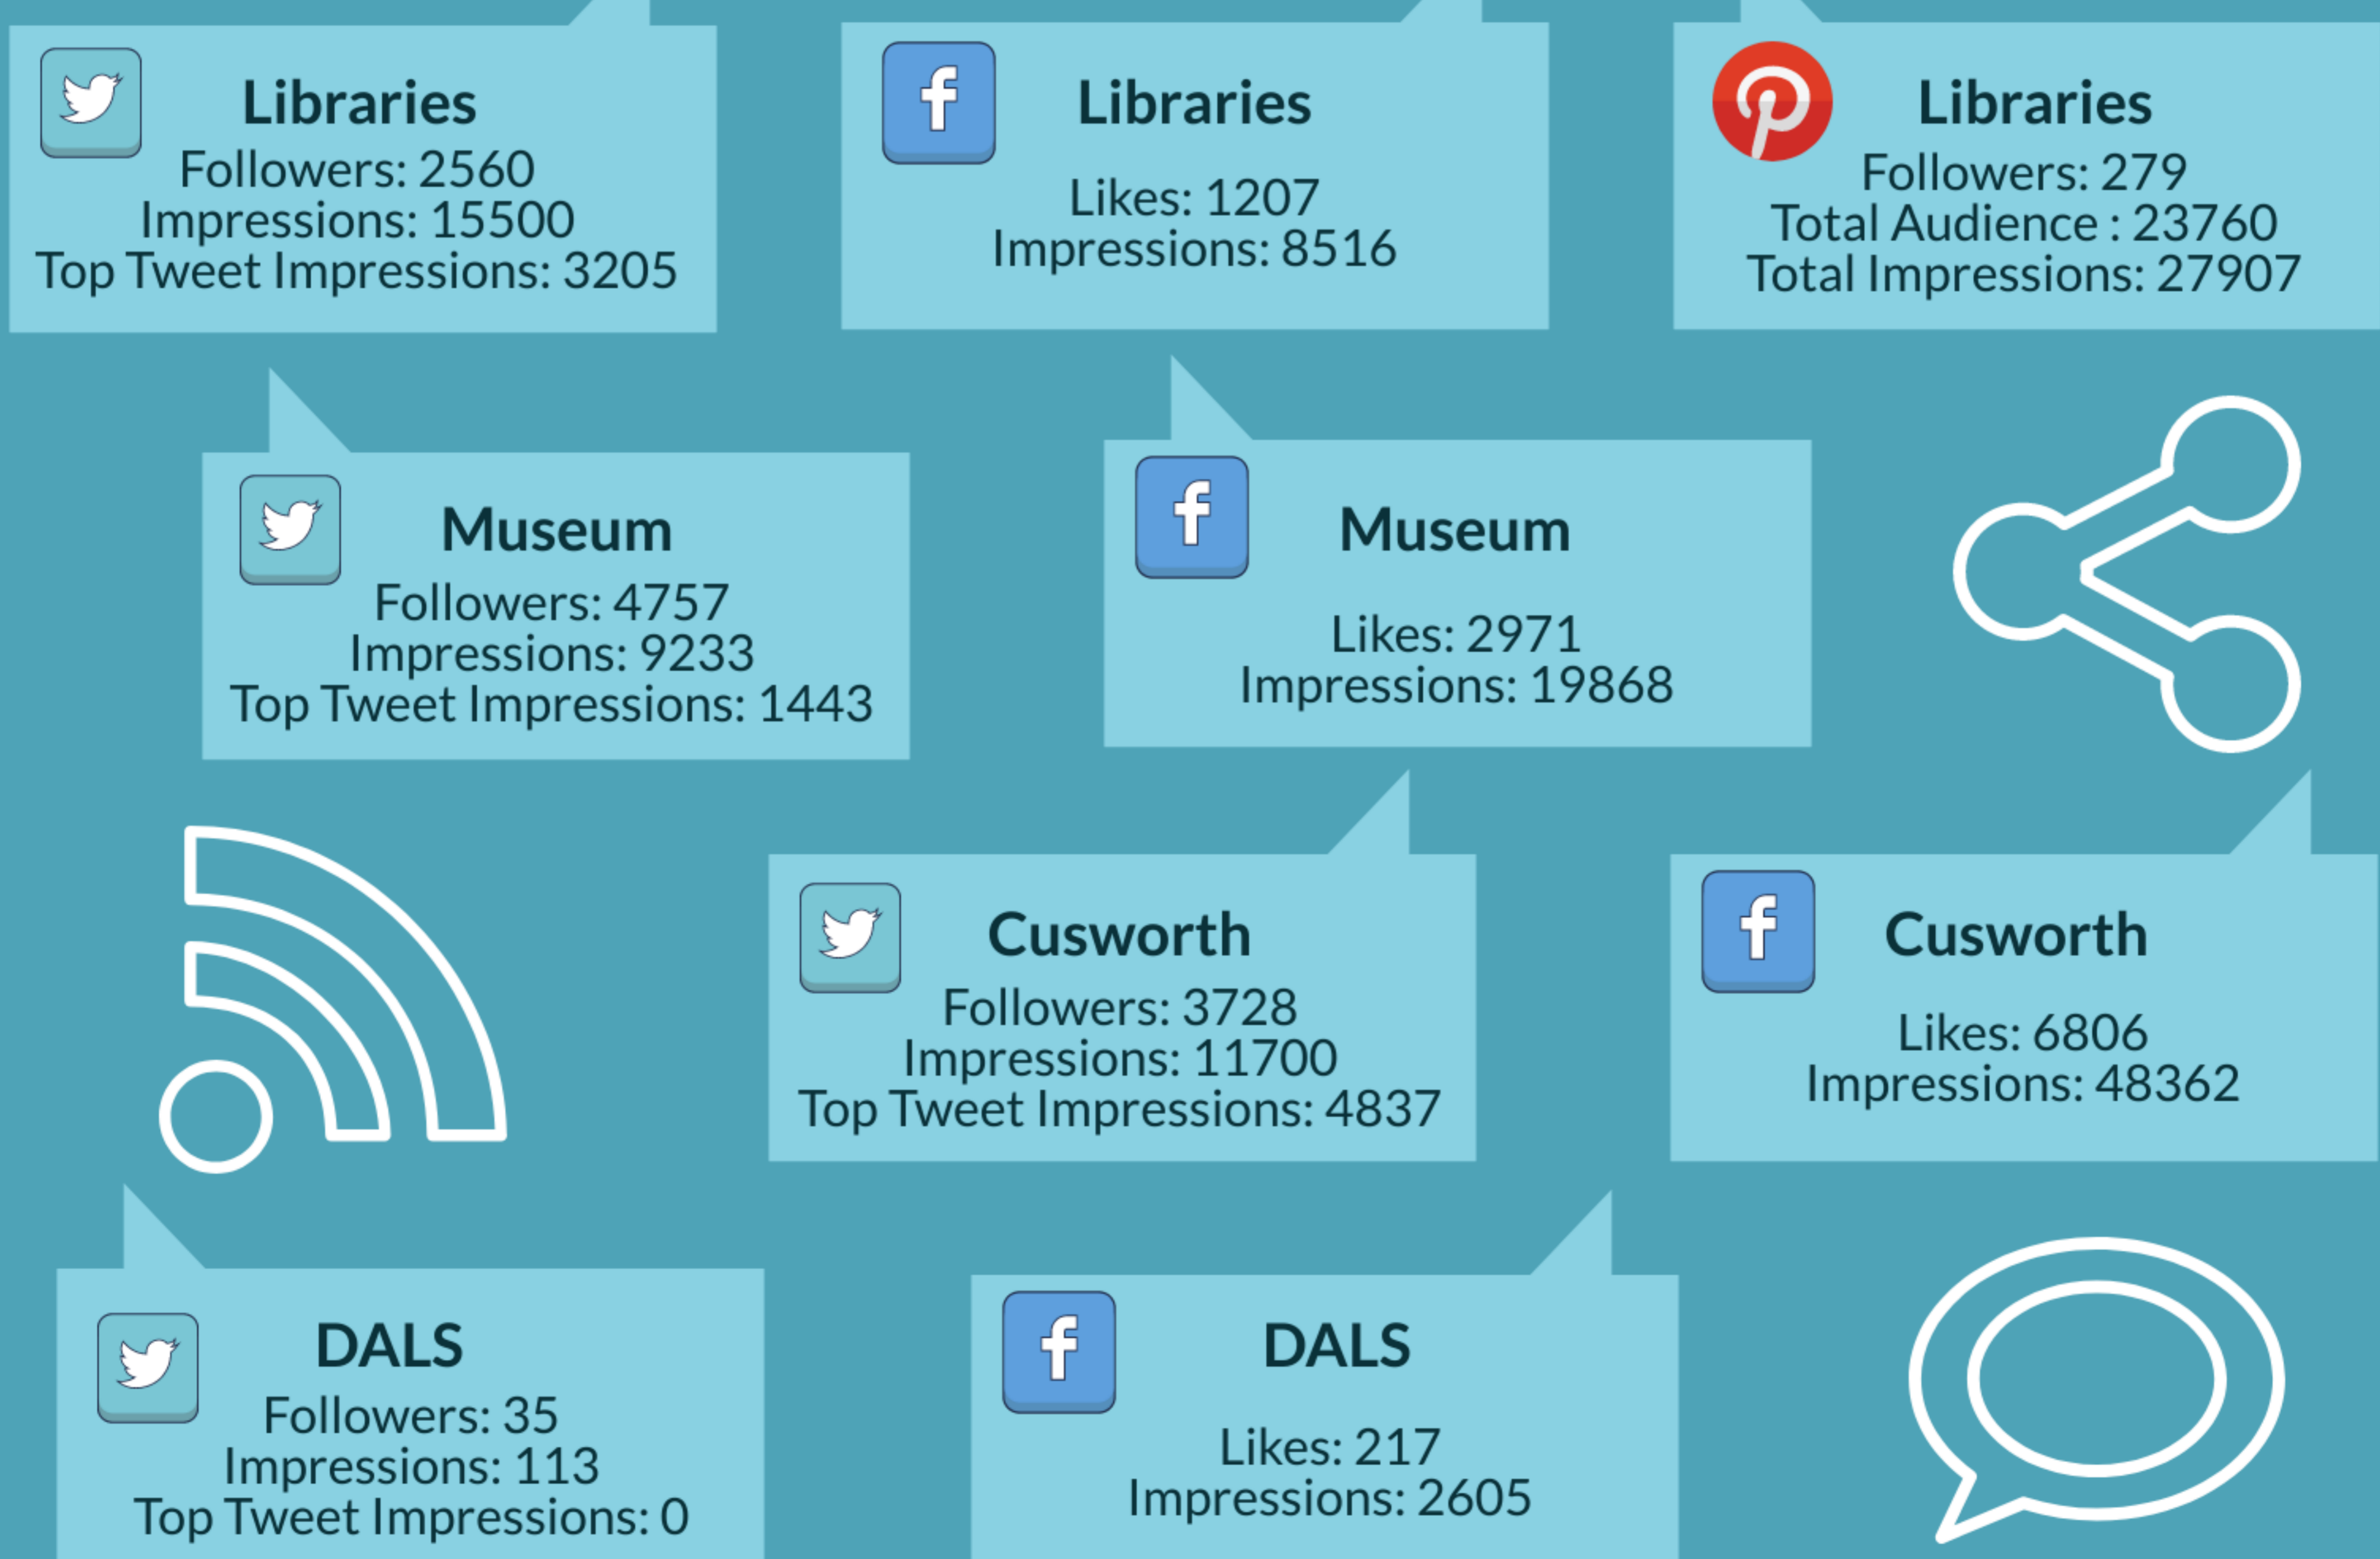 Libraries
Followers: 2560
Impressions: 15500
Top Tweet Impressions: 3205
Libraries
Likes: 1207
Impressions: 8516
Libraries
Followers: 279
Total Audience : 23760
Total Impressions: 27907
Museum
Followers: 4757
Impressions: 9233
Top Tweet Impressions: 1443
Museum
Likes: 2971
Impressions: 19868
Cusworth
Followers: 3728
Impressions: 11700
Top Tweet Impressions: 4837
Cusworth
Likes: 6806
Impressions: 48362
DALS
Followers: 35
Impressions: 113
Top Tweet Impressions: 0
DALS
Likes: 217
Impressions: 2605